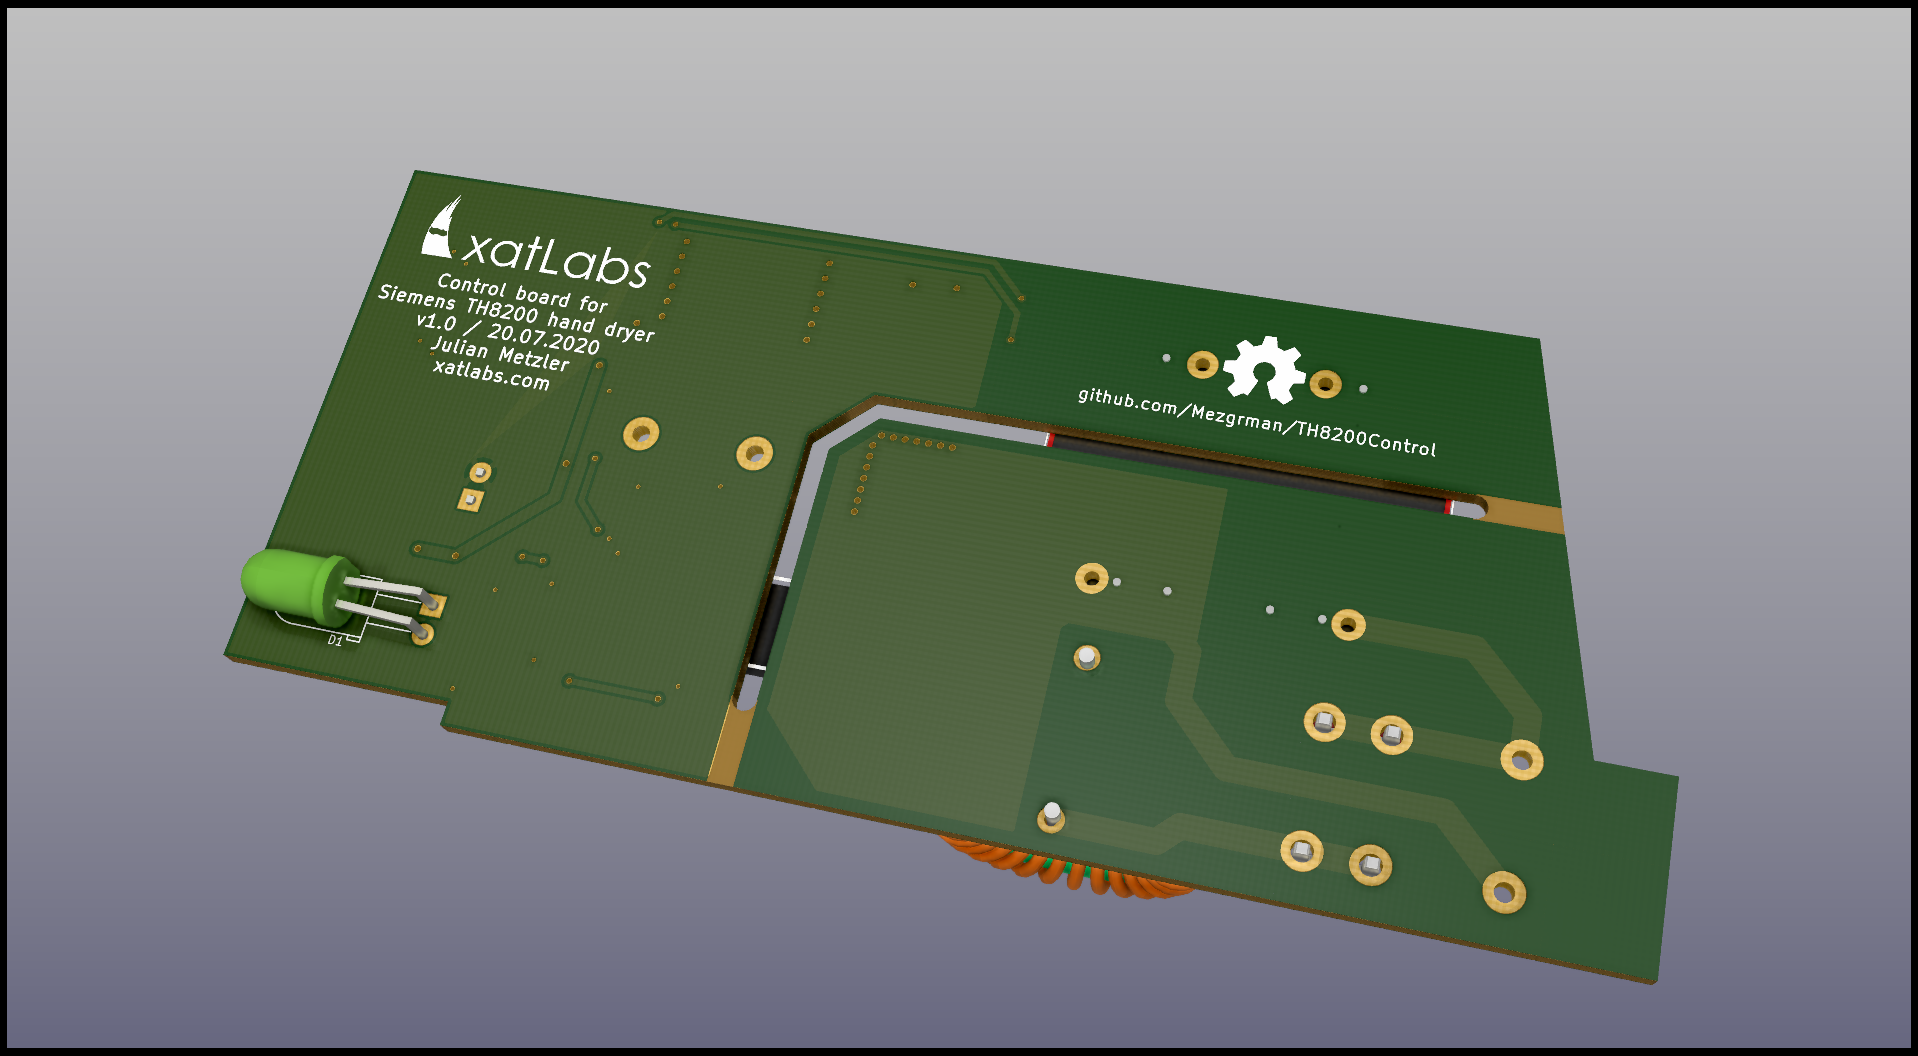 xatLabs
Control board for
Siemens TH8200 hand dryer
v1.0 / 20.07.2020
Julian Metzler
xatlabs.com
github.com/Mezgrman/TH8200Control
D1